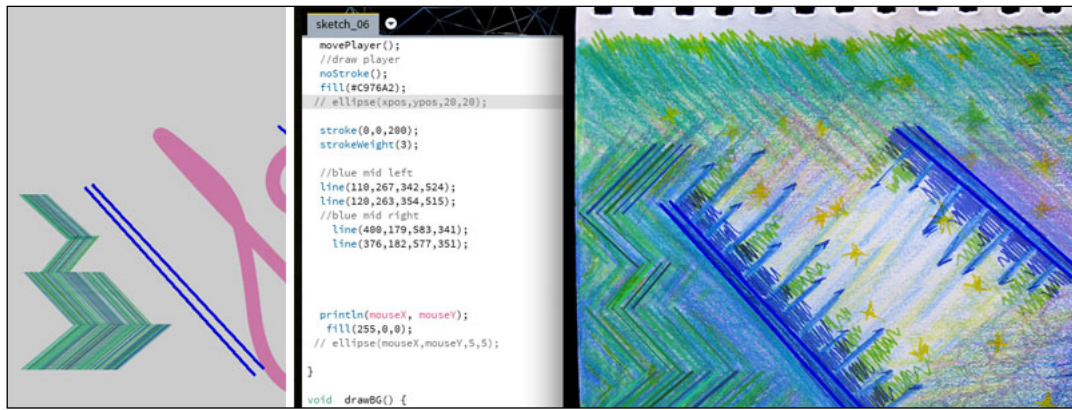 sketch_06
movePlayer();
//draw player
noStroke();
fill(#C976A2);
// ellipse(xpos,ypos,20,20);
stroke(0,0,200);
strokeWeight(3);
//blue mid left
line(110,267,342,524);
line(120,263,354,515);
//blue mid right
line(400,179,583,341);
line(376,182,577,351);
println(mouseX, mouseY);
fill(255,0,0);
// ellipse(mouseX,mouseY,5,5);
}
void drawBG() {